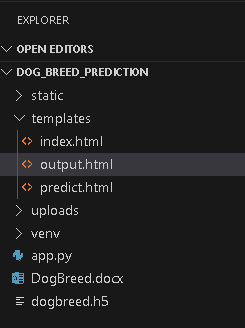 EXPLORER
OPEN EDITORS
DOG_BREED_PREDICTION
static
templates
index.html
output.html
predict.html
uploads
venv
app.py
DogBreed.docx
dogbreed.h5